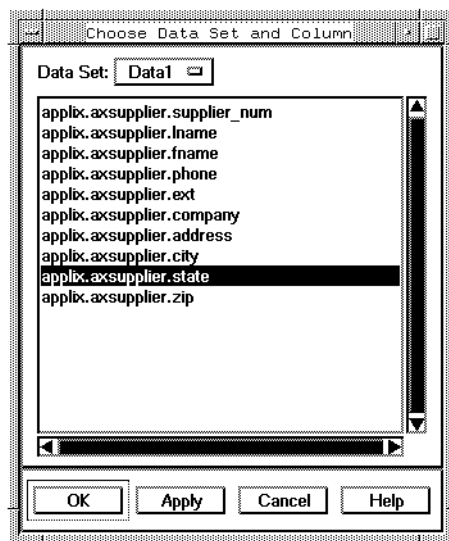 Choose Data Set and Column
Data Set: Data1
applix.axsupplier.supplier_num
applix.axsupplier.lname
applix.axsupplier.fname
applix.axsupplier.phone
applix.axsupplier.ext
applix.axsupplier.company
applix.axsupplier.address
applix.axsupplier.city
applix.axsupplier.state
applix.axsupplier.zip
OK Apply Cancel Help